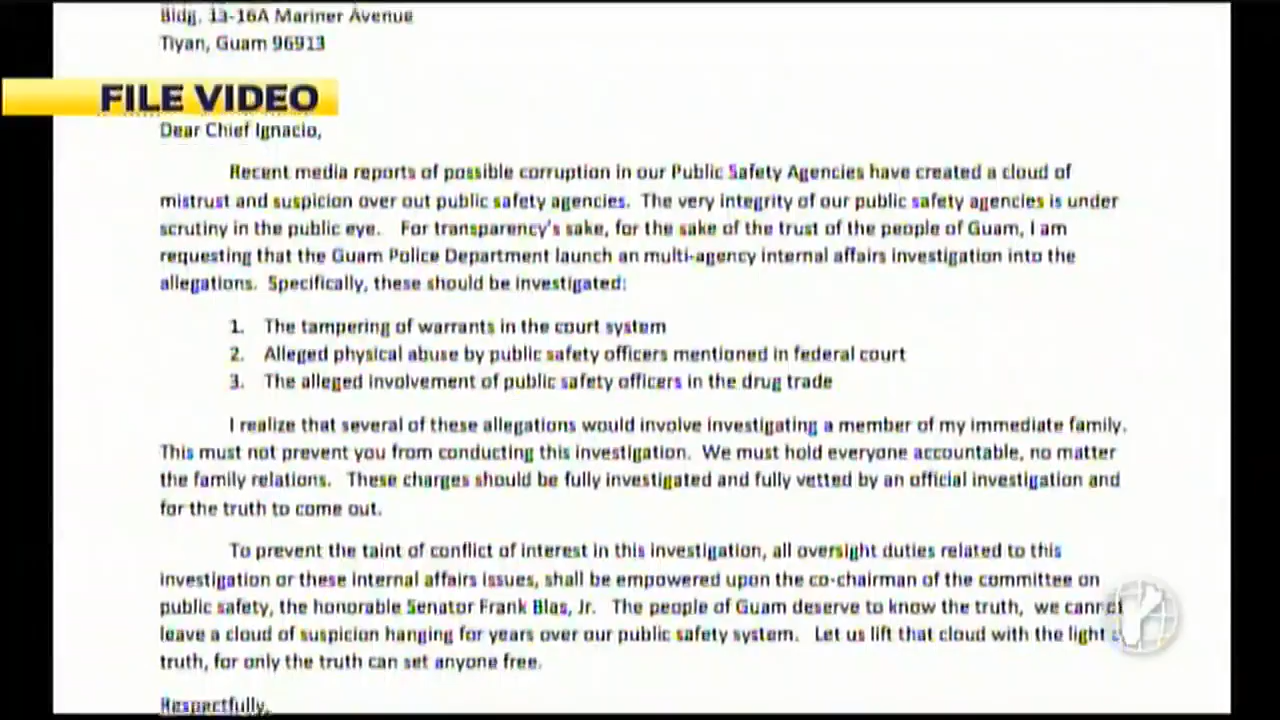 Bldg. 13-16A Mariner Avenue
Tiyan, Guam 96913
FILE VIDEO
Dear Chief Ignacio,
Recent media reports of possible corruption in our Public Safety Agencies have created a cloud of
mistrust and suspicion over out public safety agencies. The very integrity of our public safety agencies is under
scrutiny in the public eye. For transparency's sake, for the sake of the trust of the people of Guam, I am
requesting that the Guam Police Department launch an multi-agency internal affairs investigation into the
allegations. Specifically, these should be investigated:
1. The tampering of warrants in the court system
2. Alleged physical abuse by public safety officers mentioned in federal court
3. The alleged involvement of public safety officers in the drug trade
I realize that several of these allegations would involve investigating a member of my immediate family.
This must not prevent you from conducting this investigation. We must hold everyone accountable, no matter
the family relations. These charges should be fully investigated and fully vetted by an official investigation and
for the truth to come out.
To prevent the taint of conflict of interest in this investigation, all oversight duties related to this
investigation or these internal affairs issues, shall be empowered upon the co-chairman of the committee on
public safety, the honorable Senator Frank Blas, Jr. The people of Guam deserve to know the truth, we cannot
leave a cloud of suspicion hanging for years over our public safety system. Let us lift that cloud with the light
truth, for only the truth can set anyone free.
Respectfully,